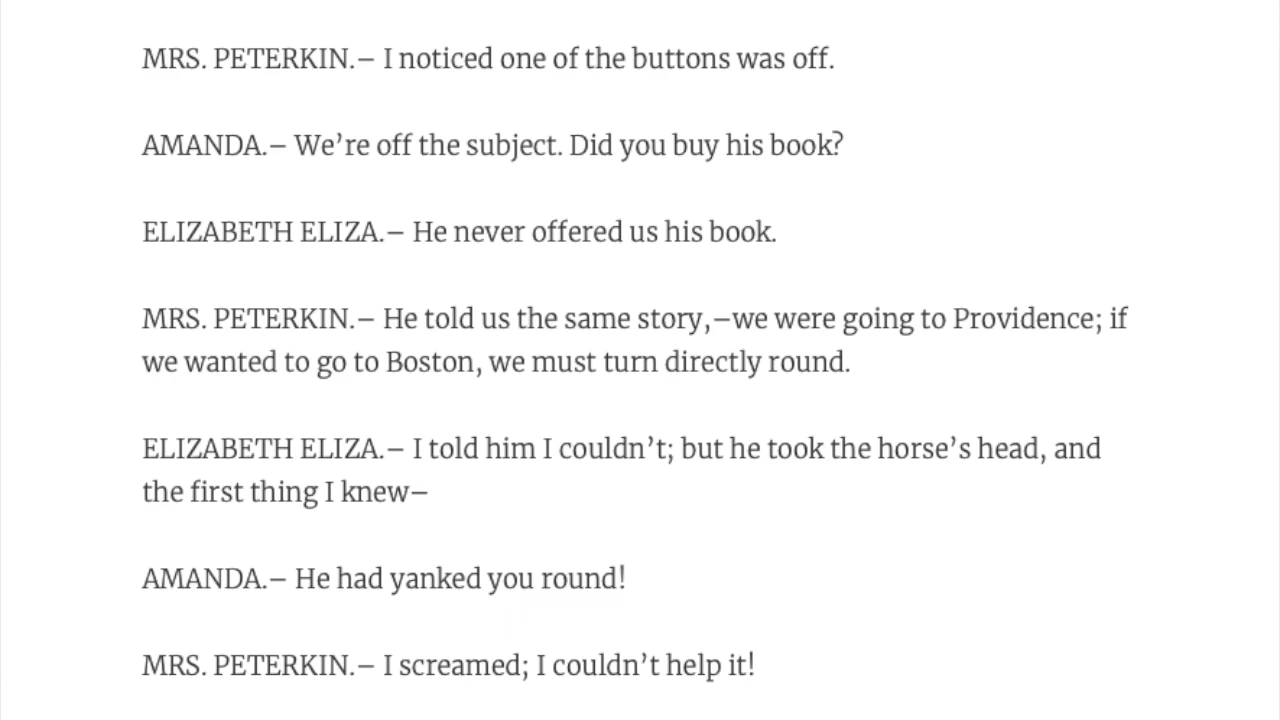 MRS. PETERKIN.– I noticed one of the buttons was off.
AMANDA.– We’re off the subject. Did you buy his book?
ELIZABETH ELIZA.– He never offered us his book.
MRS. PETERKIN.– He told us the same story,–we were going to Providence; if
we wanted to go to Boston, we must turn directly round.
ELIZABETH ELIZA.– I told him I couldn’t; but he took the horse’s head, and
the first thing I knew–
AMANDA.– He had yanked you round!
MRS. PETERKIN.– I screamed; I couldn’t help it!